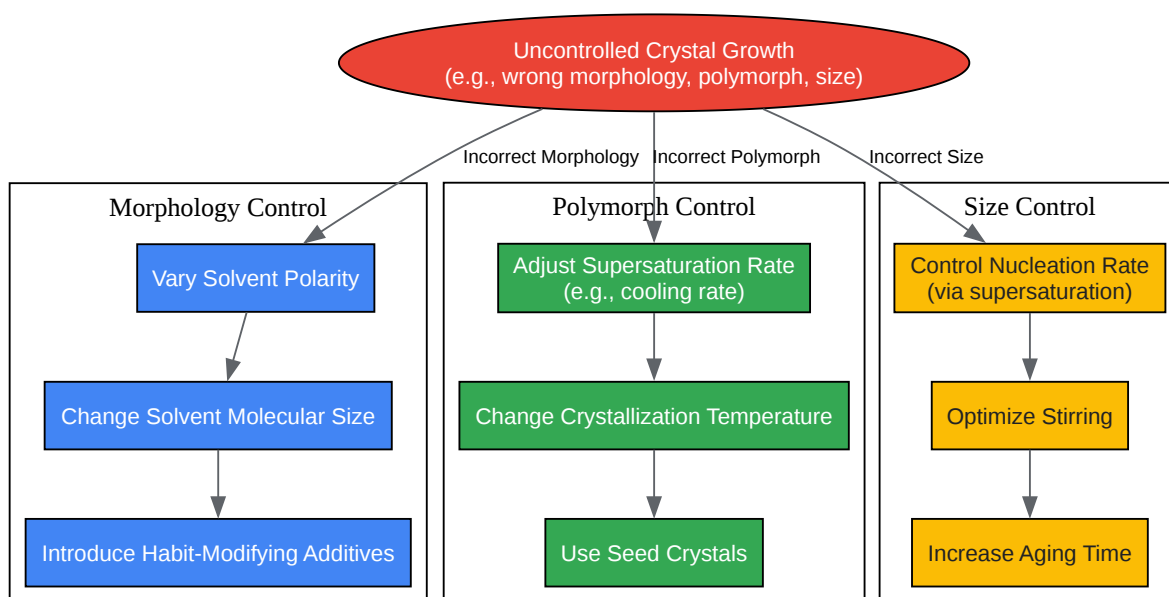 Uncontrolled Crystal Growth
(e.g., wrong morphology, polymorph, size)
Incorrect Morphology
Incorrect Polymorph
Incorrect Size
Morphology Control
Polymorph Control
Size Control
Vary Solvent Polarity
Adjust Supersaturation Rate
(e.g., cooling rate)
Control Nucleation Rate
(via supersaturation)
Change Solvent Molecular Size
Change Crystallization Temperature
Optimize Stirring
Introduce Habit-Modifying Additives
Use Seed Crystals
Increase Aging Time